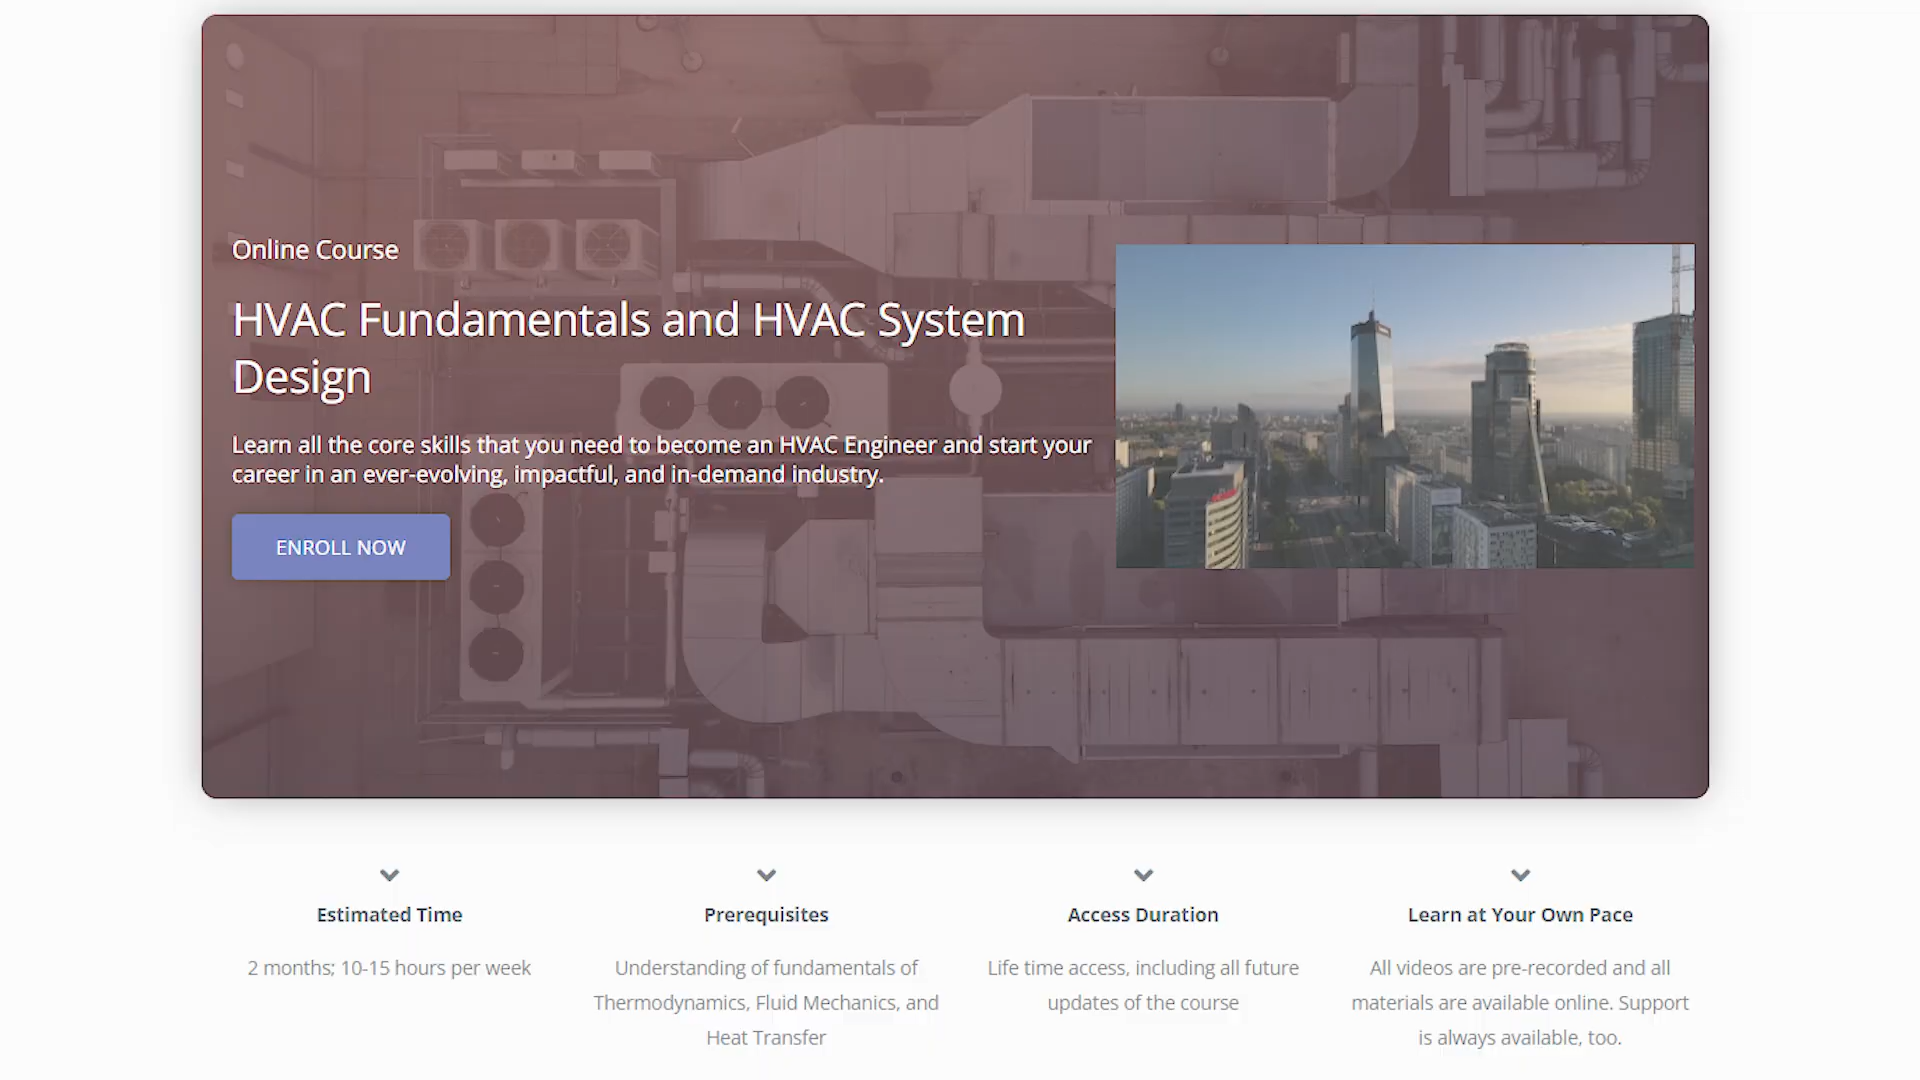 Online Course
HVAC Fundamentals and HVAC System
Design
Learn all the core skills that you need to become an HVAC Engineer and start your
career in an ever-evolving, impactful, and in-demand industry.
ENROLL NOW
Estimated Time
2 months; 10-15 hours per week
Prerequisites
Understanding of fundamentals of
Thermodynamics, Fluid Mechanics, and
Heat Transfer
Access Duration
Life time access, including all future
updates of the course
Learn at Your Own Pace
All videos are pre-recorded and all
materials are available online. Support
is always available, too.